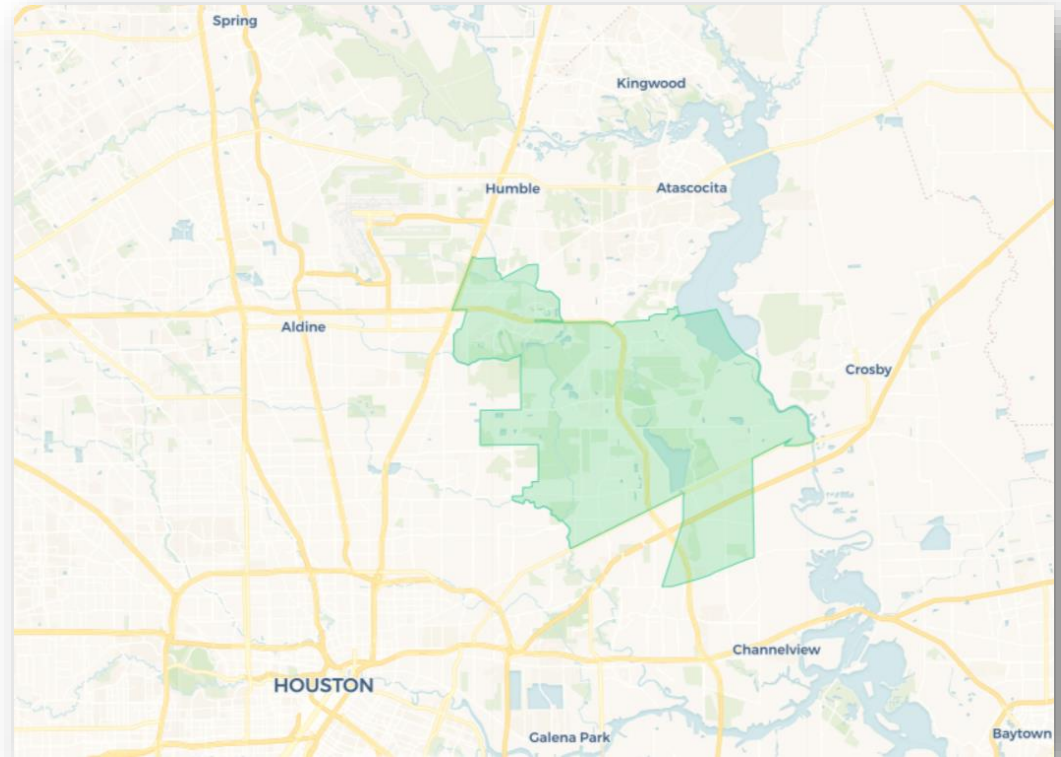 Spring
Kingwood
Humble
Atascocita
Aldine
Crosby
Channelview
HOUSTON
Galena Park
Baytown